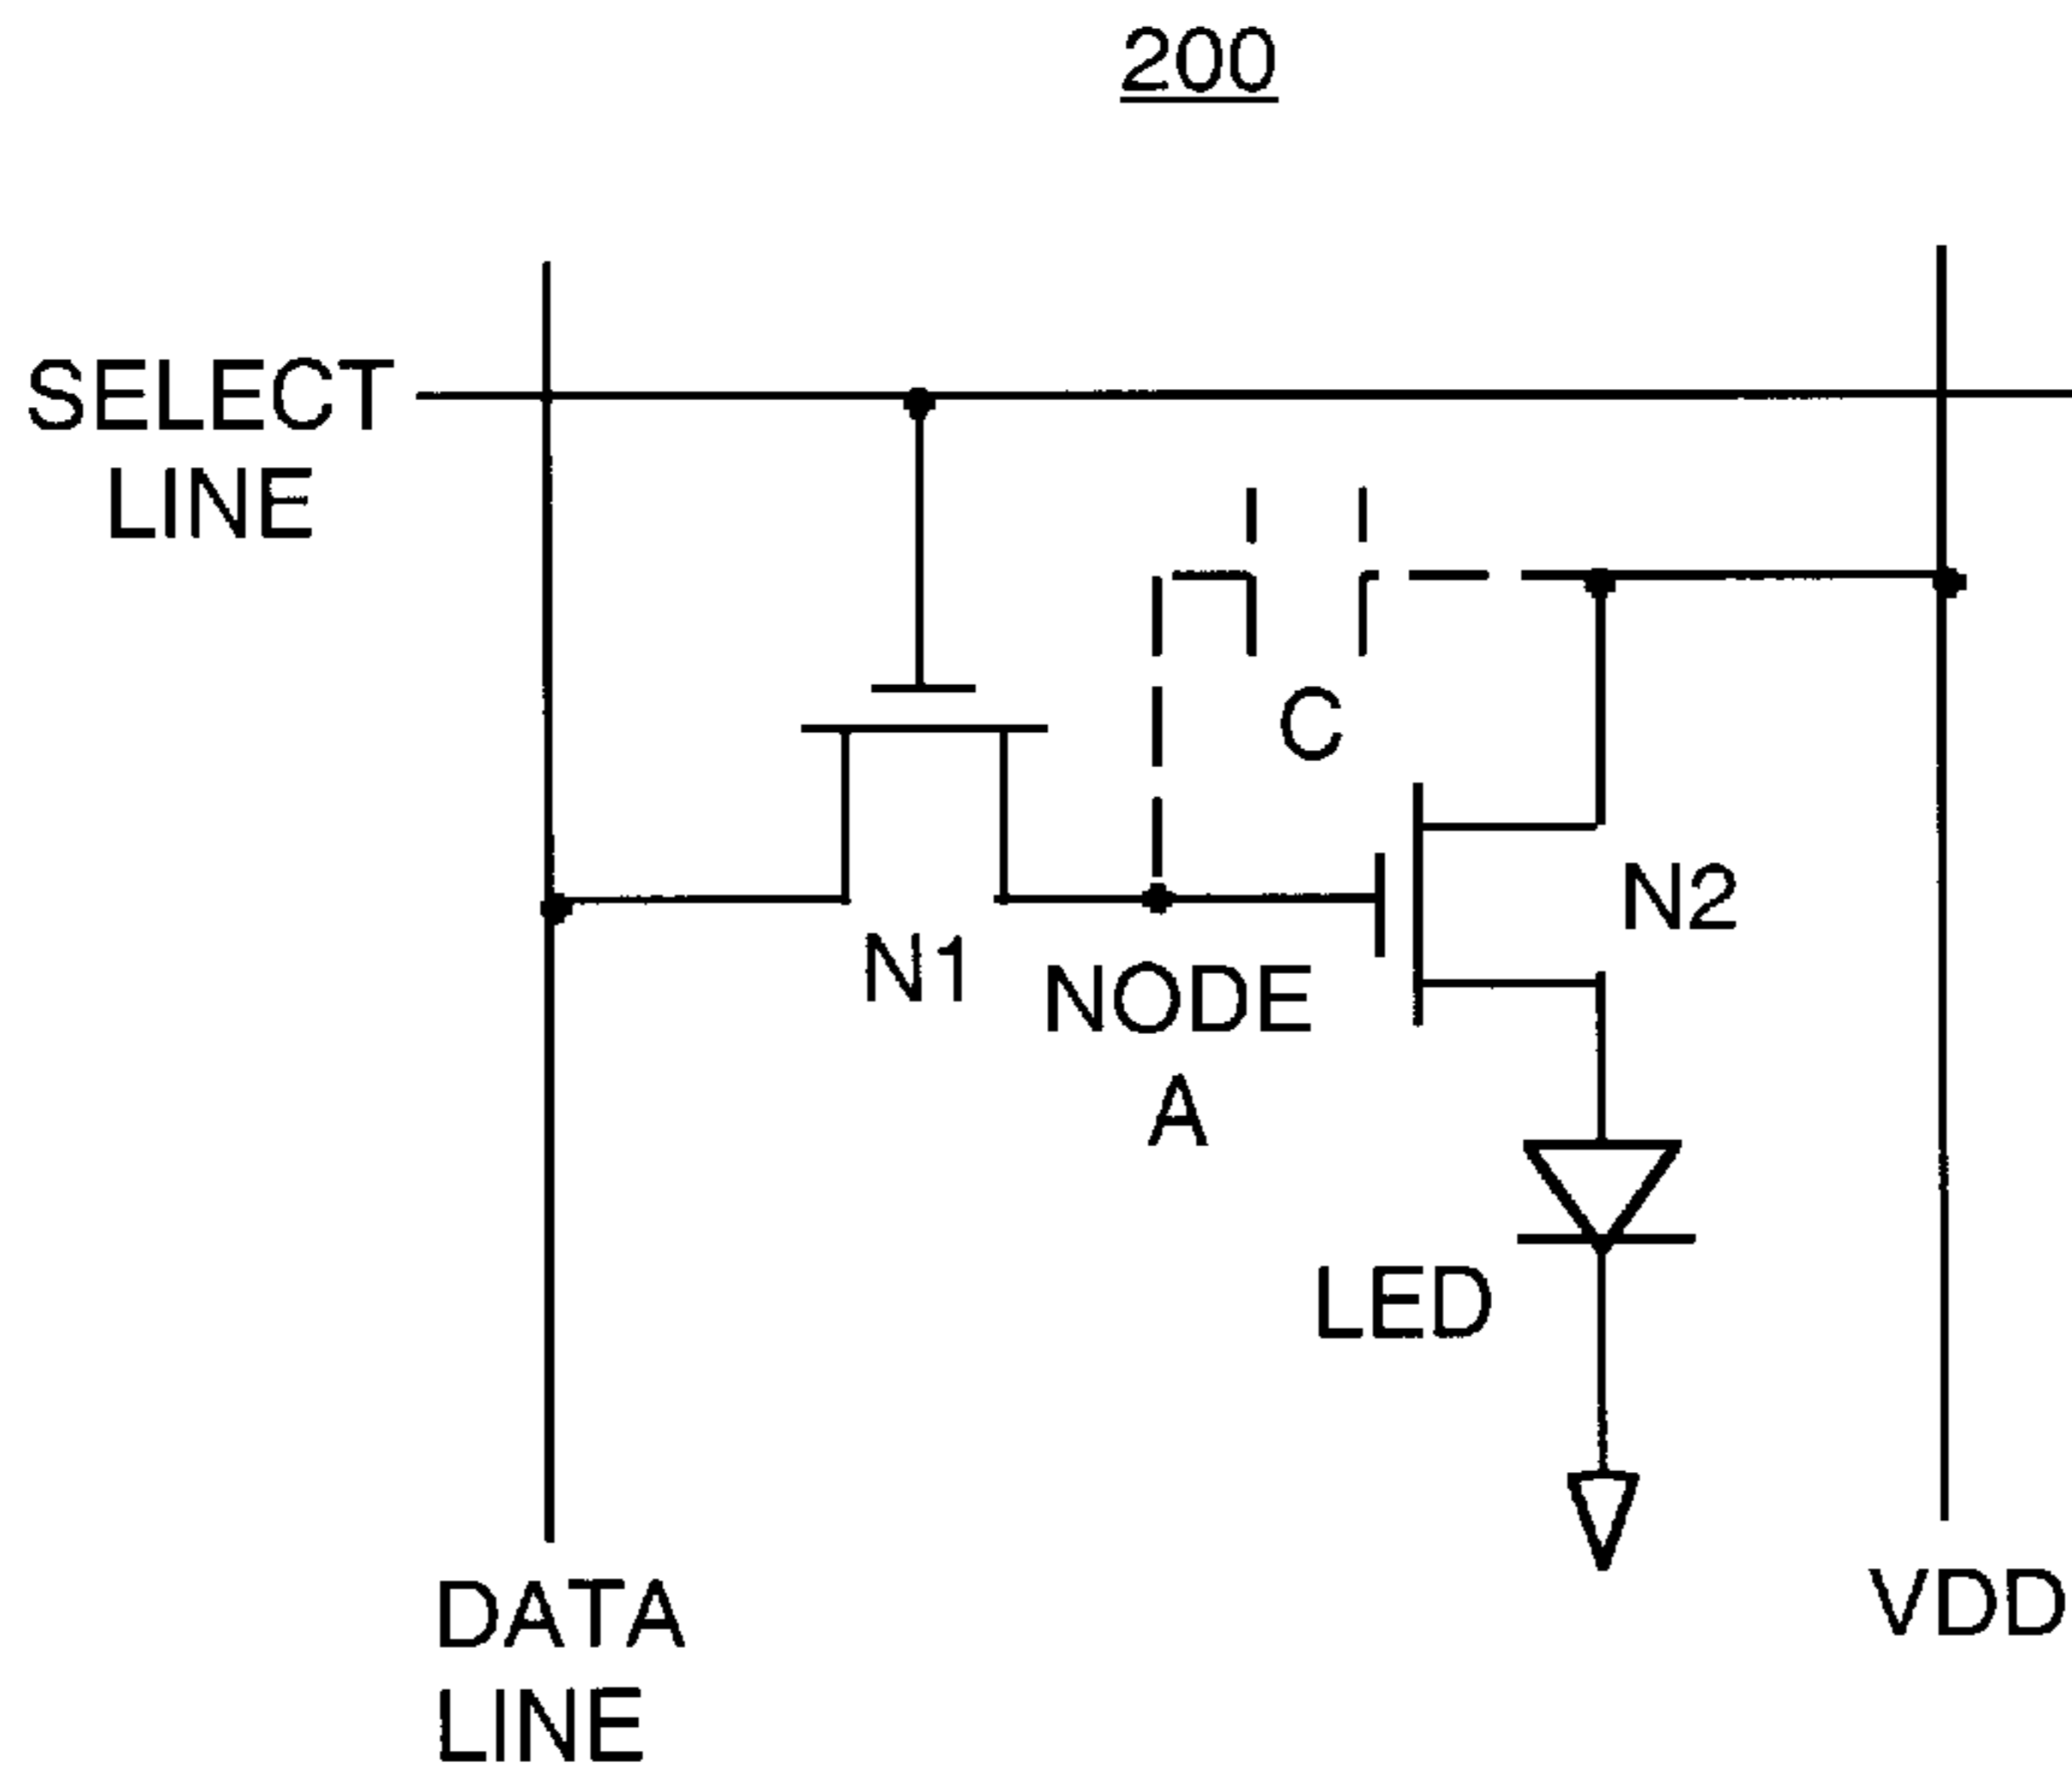 200
SELECT
LINE
C
N2
N1
NODE
A
LED
DATA
LINE
VDD